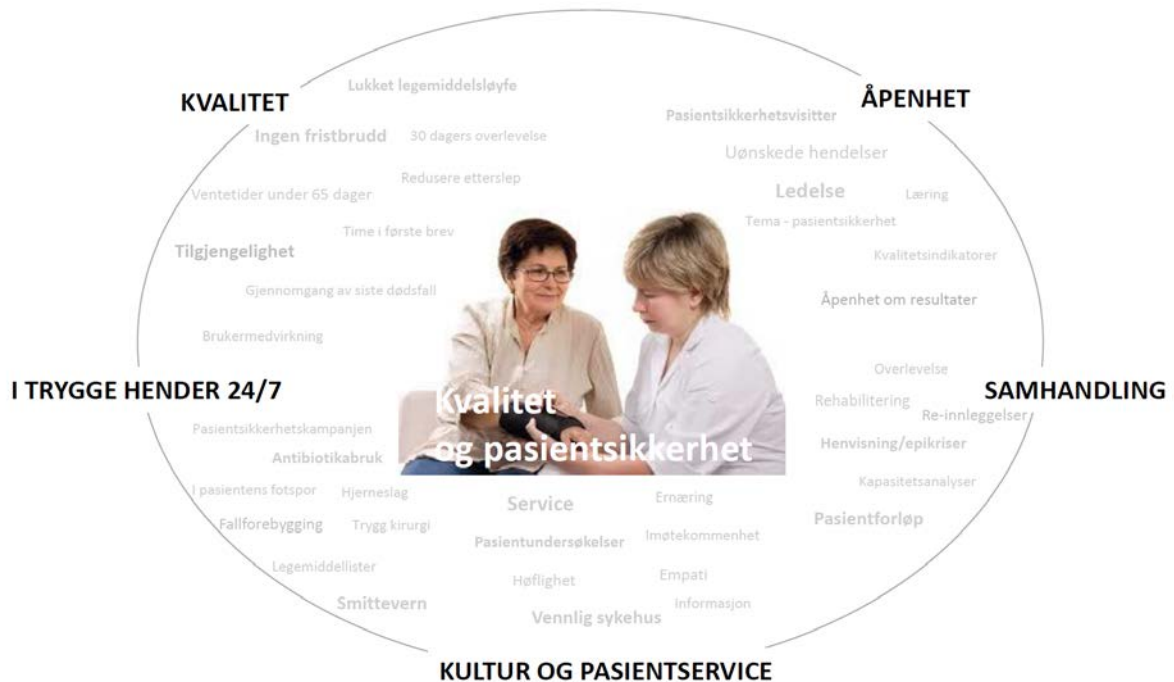 KVALITET
Lukket legemiddelsløyfe
Ingen fristbrudd
30 dagers overlevelse
Ventetider under 65 dager
Redusere etterslep
Time i første brev
Tilgjengelighet
Gjennomgang av siste dødsfall
Brukermedvirkning
ÅPENHET
Pasientsikkerhetsvisitter
Uønskede hendelser
Ledelse
Læring
Tema - pasientsikkerhet
Kvalitetsindikatorer
Åpenhet om resultater
Kvalitet
og pasientsikkerhet
I TRYGGE HENDER 24/7
Pasientsikkerhetskampanjen
Antibiotikabruk
I pasientens fotspor
Hjerneslag
Fallforebygging
Trygg kirurgi
Legemiddellister
Smittevern
SAMHANDLING
Overlevelse
Rehabilitering
Re-innleggelser
Henvisning/epikriser
Kapasitetsanalyser
Pasientforløp
Service
Ernæring
Pasientundersøkelser
Imøtekommenhet
Høflighet
Empati
Vennlig sykehus
Informasjon
KULTUR OG PASIENTSERVICE